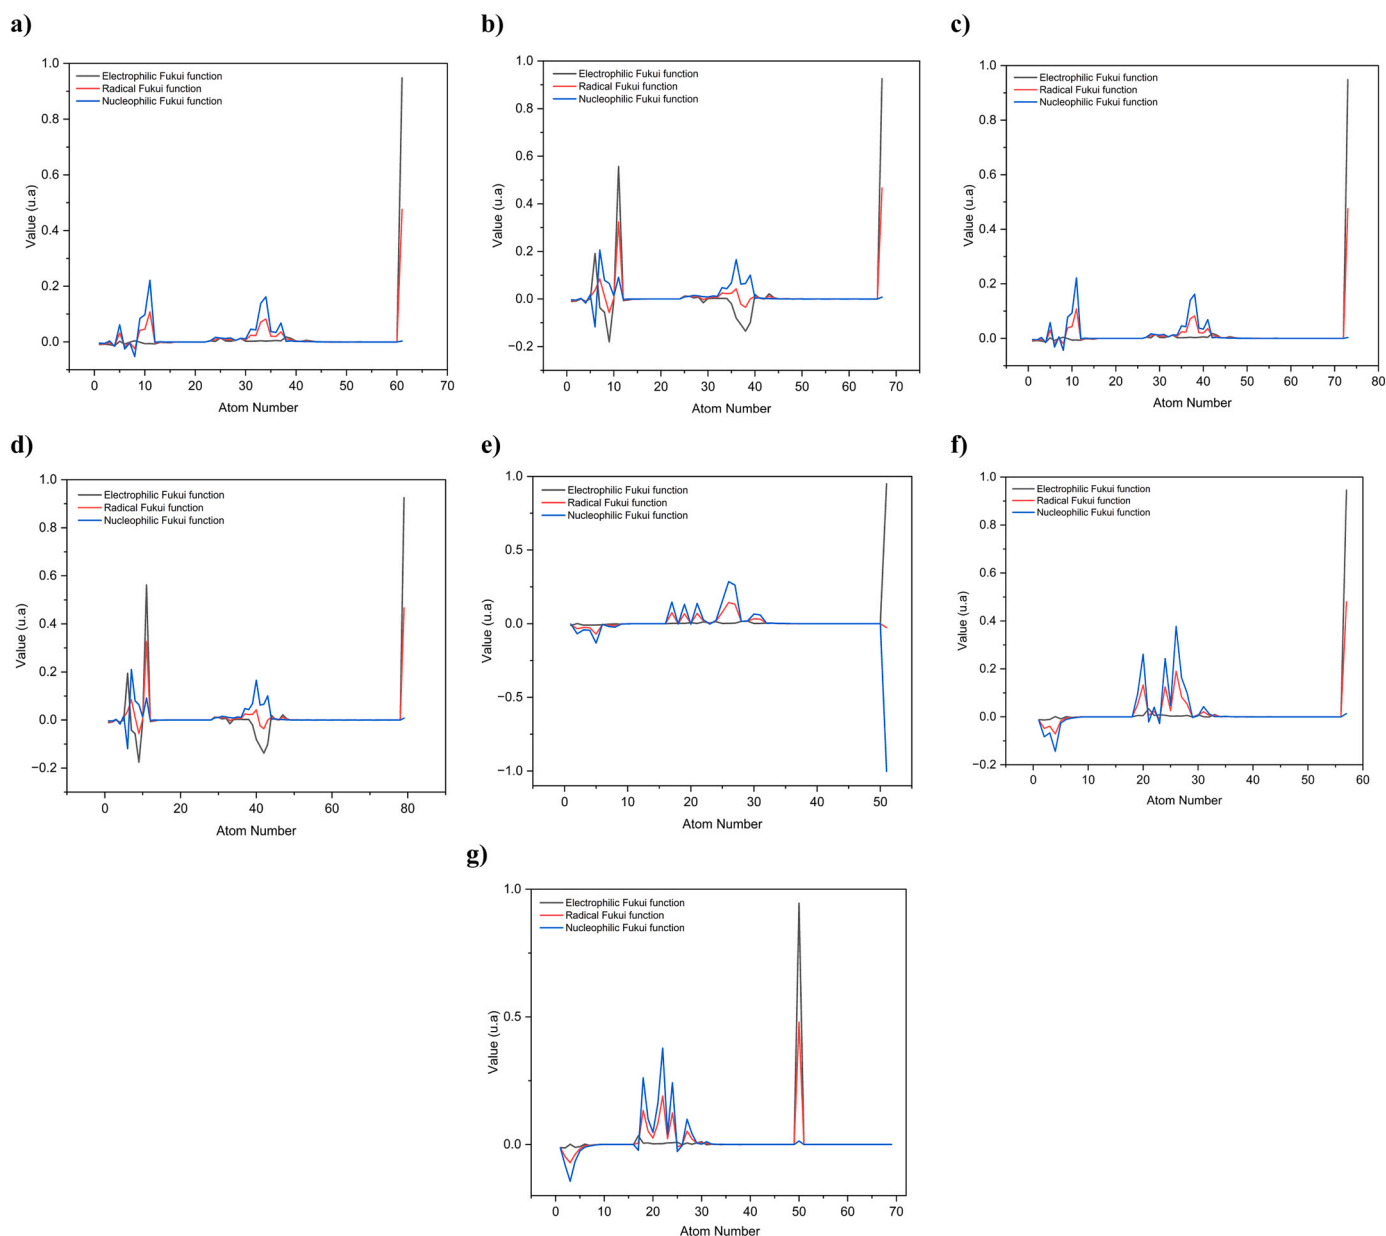 a)
1.0
0.8
0.6
0.4
0.2
0.0
Value (u.a)
Electrophilic Fukui function
Radical Fukui function
Nucleophilic Fukui function
0 10 20 30 40 50 60 70
Atom Number
b)
1.0
0.8
0.6
0.4
0.2
0.0
−0.2
Value (u.a)
Electrophilic Fukui function
Radical Fukui function
Nucleophilic Fukui function
0 10 20 30 40 50 60 70
Atom Number
c)
1.0
0.8
0.6
0.4
0.2
0.0
Value (u.a)
Electrophilic Fukui function
Radical Fukui function
Nucleophilic Fukui function
0 10 20 30 40 50 60 70 80
Atom Number
d)
1.0
0.8
0.6
0.4
0.2
0.0
−0.2
Value (u.a)
Electrophilic Fukui function
Radical Fukui function
Nucleophilic Fukui function
0 20 40 60 80
Atom Number
e)
1.0
0.5
0.0
−0.5
−1.0
Value (u.a)
Electrophilic Fukui function
Radical Fukui function
Nucleophilic Fukui function
0 10 20 30 40 50
Atom Number
f)
1.0
0.8
0.6
0.4
0.2
0.0
−0.2
Value (u.a)
Electrophilic Fukui function
Radical Fukui function
Nucleophilic Fukui function
0 10 20 30 40 50 60
Atom Number
g)
1.0
0.5
0.0
Value (u.a)
Electrophilic Fukui function
Radical Fukui function
Nucleophilic Fukui function
0 10 20 30 40 50 60 70
Atom Number